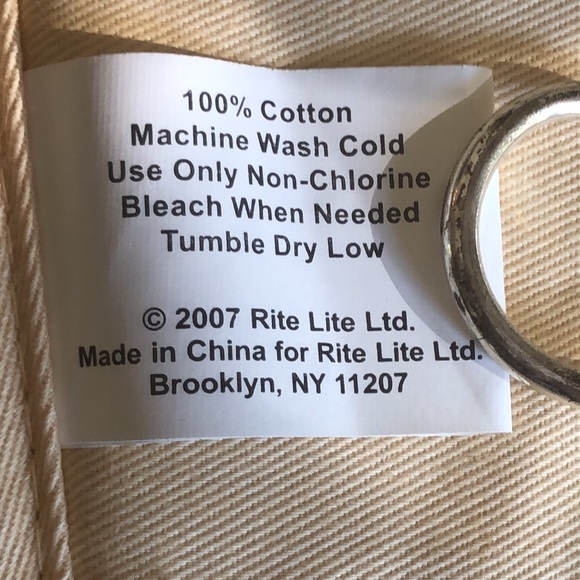 100% Cotton
Machine Wash Cold
Use Only Non-Chlorine
Bleach When Needed
Tumble Dry Low
© 2007 Rite Lite Ltd.
Made in China for Rite Lite Ltd.
Brooklyn, NY 11207